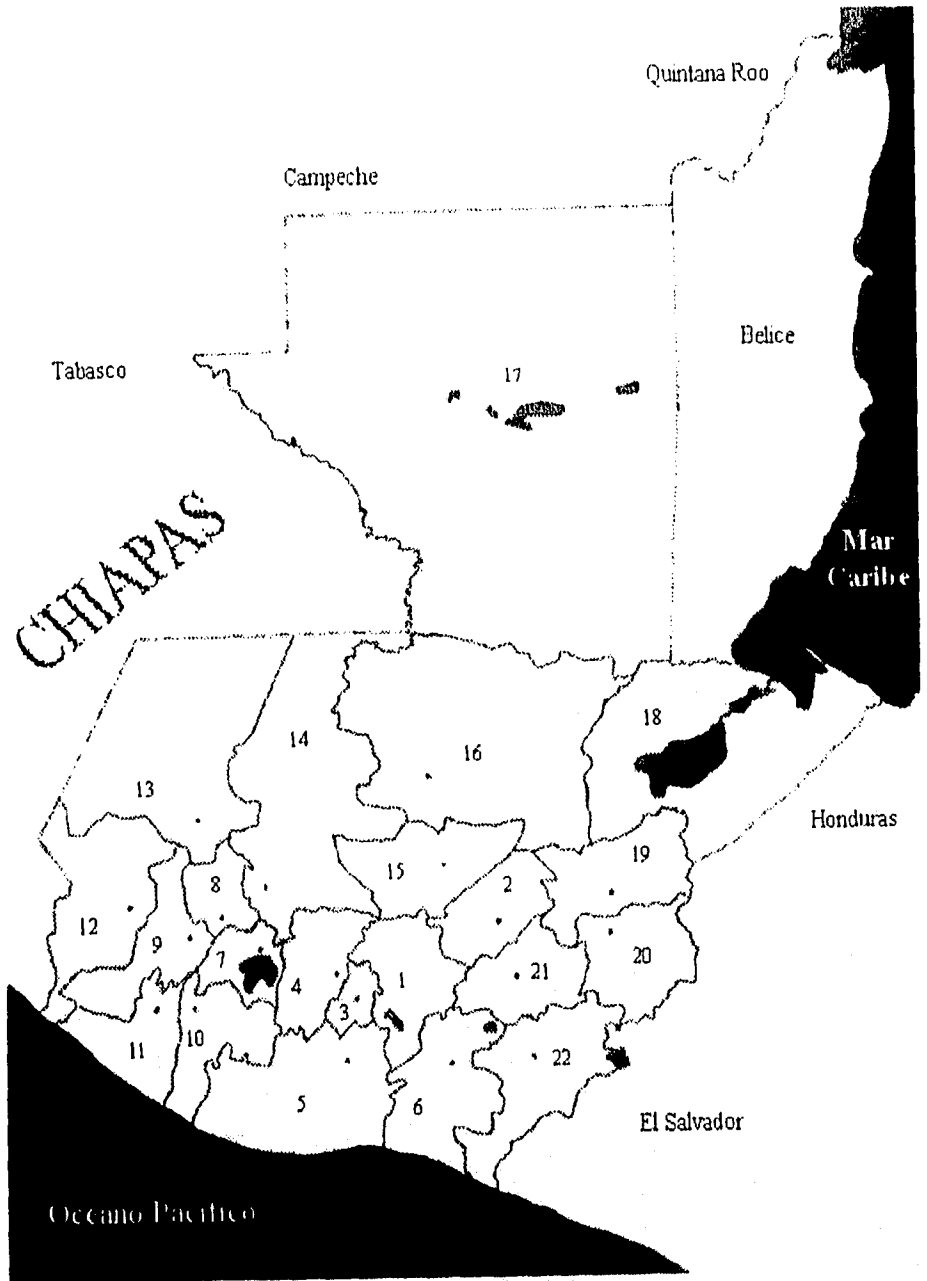 Quintana Roo
Campeche
Belice
Tabasco
17
CHIAPAS
Mar
Caribe
18
14
16
13
Honduras
19
15
2
8
12
9
7
4
1
21
20
3
11
10
22
5
6
El Salvador
Oceano Pacifico